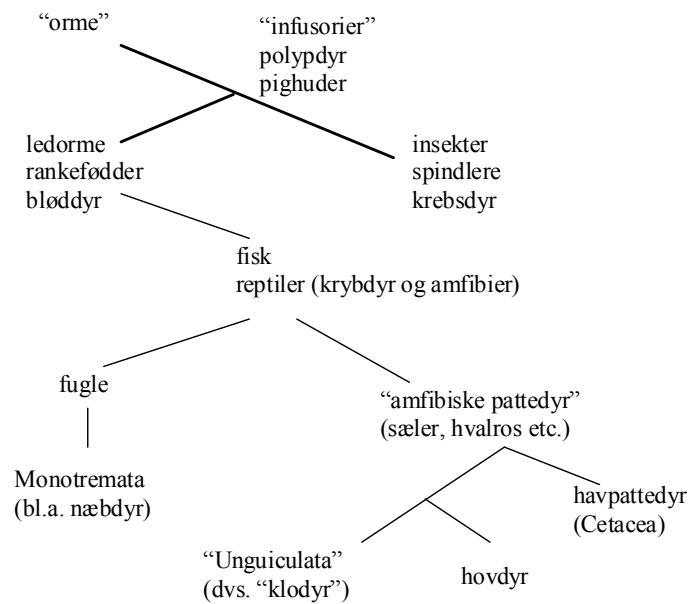 “orme”
“infusorier”
polypdyr
pighuder
ledorme
rankefødder
bløddyr
insekter
spindlere
krebsdyr
fisk
reptiler (krybdyr og amfibier)
fugle
“amfibiske pattedyr”
(sæler, hvalros etc.)
Monotremata
(bl.a. næbdyr)
havpattedyr
(Cetacea)
“Unguiculata”
(dvs. “klodyr”)
hovdyr